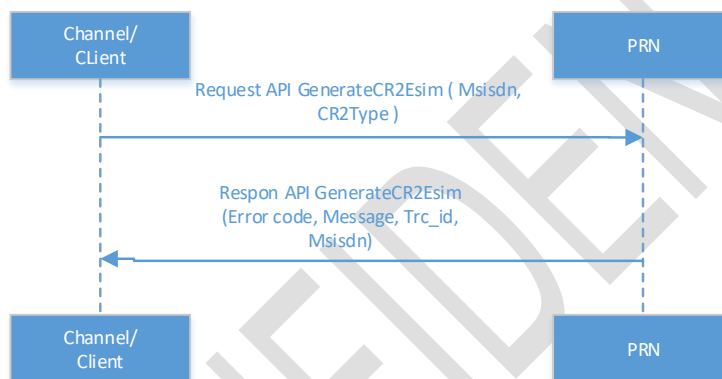 Channel/
CLient
PRN
Request API GenerateCR2Esim ( Msisdn,
CR2Type )
Respon API GenerateCR2Esim
(Error code, Message, Trc_id,
Msisdn)
Channel/
Client
PRN